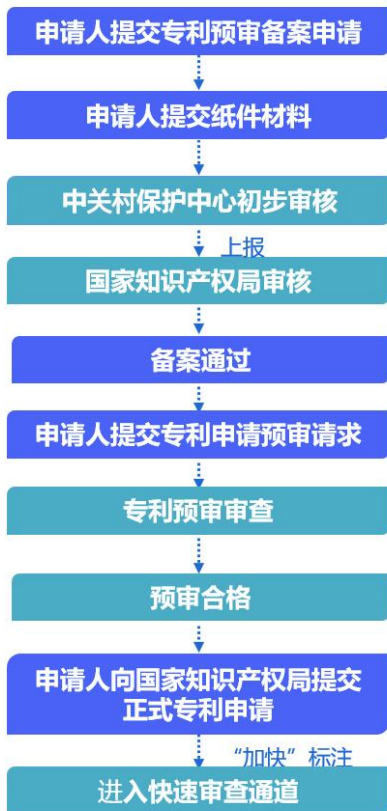 申请人提交专利预审备案申请
申请人提交纸件材料
中关村保护中心初步审核
上报
国家知识产权局审核
备案通过
申请人提交专利申请预审请求
专利预审审查
预审合格
申请人向国家知识产权局提交
正式专利申请
“加快”标注
进入快速审查通道